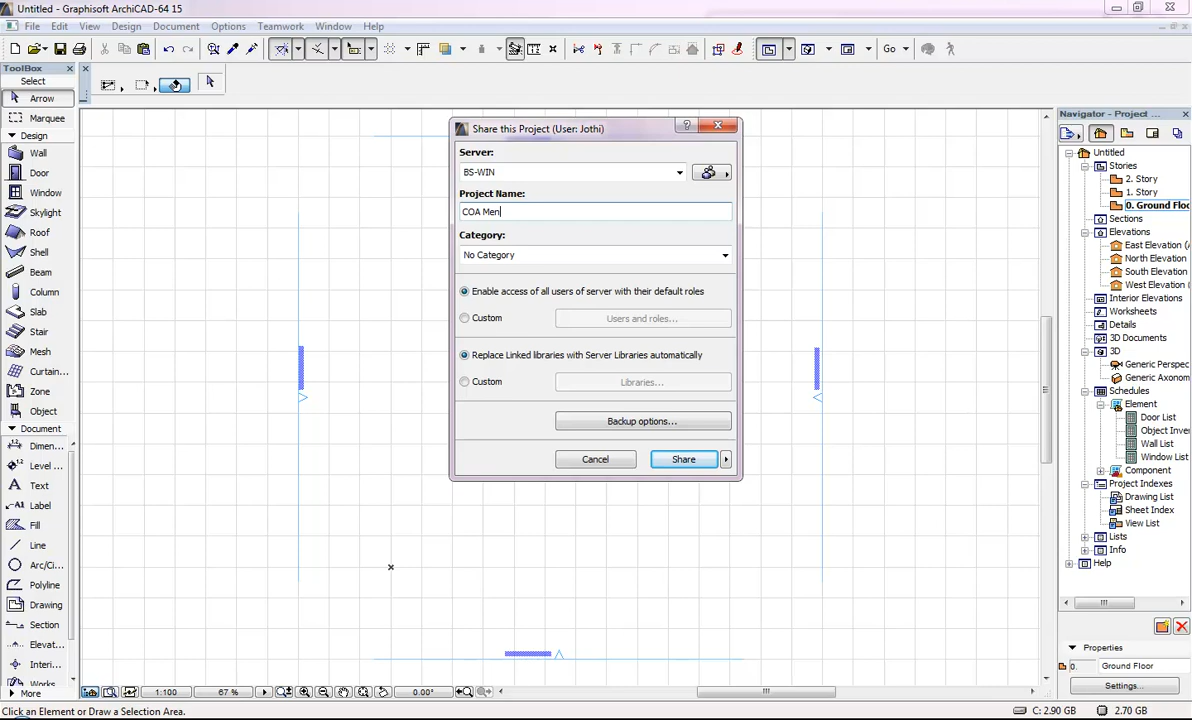 Untitled - Graphisoft ArchiCAD-64 15
File Edit View Design Document Options Teamwork Window Help
Go
ToolBox
Select
Arrow
Marquee
Design
Wall
Door
Window
Skylight
Roof
Shell
Beam
Column
Slab
Stair
Mesh
Curtain...
Zone
Object
Document
Dimen...
Level ...
Text
Label
Fill
Line
Arc/Ci...
Polyline
Drawing
Section
Elevat...
Interi...
Works
More
Share this Project (User: Jothi)
Server:
BS-WIN
Project Name:
COA Men
Category:
No Category
Enable access of all users of server with their default roles
Custom
Users and roles...
Replace Linked libraries with Server Libraries automatically
Custom
Libraries...
Backup options...
Cancel
Share
Navigator - Project ...
Untitled
Stories
2. Story
1. Story
0. Ground Floo
Sections
Elevations
East Elevation (A
North Elevation (
South Elevation (
West Elevation (
Interior Elevations
Worksheets
Details
3D Documents
3D
Generic Perspec
Generic Axonom
Schedules
Element
Door List
Object Inver
Wall List
Window List
Component
Project Indexes
Drawing List
Sheet Index
View List
Lists
Info
Help
Properties
0. Ground Floor
Settings...
1:100
67 %
0.00°
Click an Element or Draw a Selection Area.
C: 2.90 GB
2.70 GB